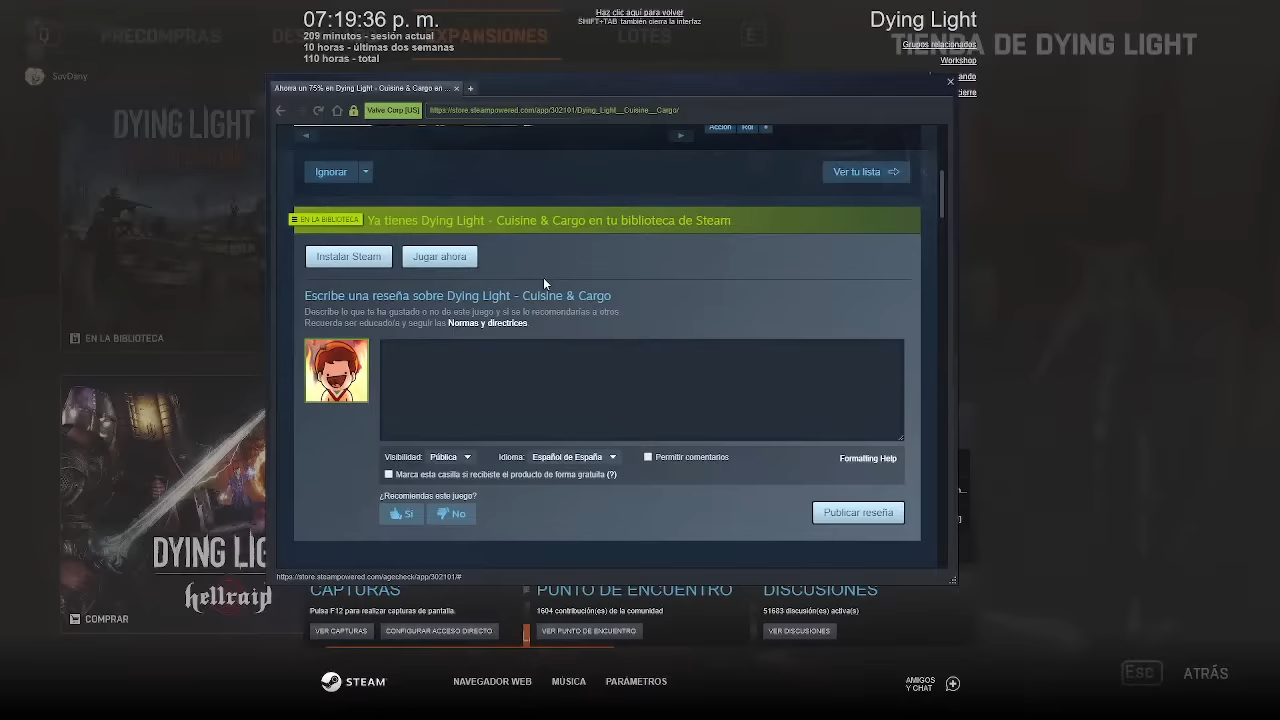 07:19:36 p. m.
209 minutos - sesión actual
10 horas - últimas dos semanas
110 horas - total
Haz clic aquí para volver
SHIFT+TAB también cierra la interfaz
Dying Light
Grupos relacionados
Workshop
ando
cierre
Q
PRECOMPRAS
DES
EXPANSIONES
LOTES
E
TIENDA DE DYING LIGHT
SuvDany
Ahorra un 75% en Dying Light - Cuisine & Cargo en ...
Valve Corp [US]
https://store.steampowered.com/app/302101/Dying_Light__Cuisine__Cargo/
DYING LIGHT
Acción
Rol
+
Ignorar
Ver tu lista
EN LA BIBLIOTECA
Ya tienes Dying Light - Cuisine & Cargo en tu biblioteca de Steam
Instalar Steam
Jugar ahora
Escribe una reseña sobre Dying Light - Cuisine & Cargo
Describe lo que te ha gustado o no de este juego y si se lo recomendarías a otros
Recuerda ser educado/a y seguir las Normas y directrices.
EN LA BIBLIOTECA
Visibilidad: Pública
Idioma: Español de España
Permitir comentarios
Formatting Help
Marca esta casilla si recibiste el producto de forma gratuita (?)
¿Recomiendas este juego?
Sí
No
Publicar reseña
DYING LIG
hellraid
COMPRAR
https://store.steampowered.com/agecheck/app/302101/#
CAPTURAS
Pulsa F12 para realizar capturas de pantalla.
VER CAPTURAS
CONFIGURAR ACCESO DIRECTO
PUNTO DE ENCUENTRO
1604 contribución(es) de la comunidad
VER PUNTO DE ENCUENTRO
DISCUSIONES
51683 discusión(es) activa(s)
VER DISCUSIONES
STEAM
NAVEGADOR WEB
MÚSICA
PARÁMETROS
AMIGOS
Y CHAT
Esc
ATRÁS